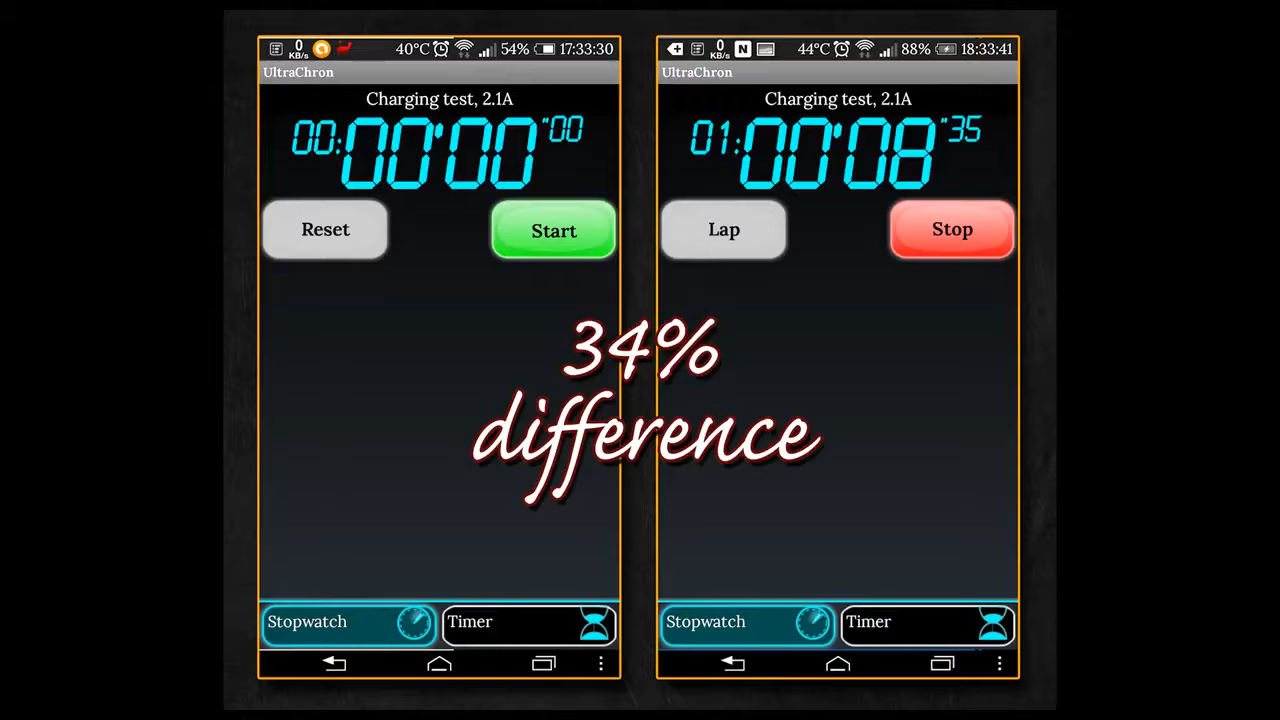 0 KB/s 40°C 54% 17:33:30
UltraChron
Charging test, 2.1A
00:00'00"00
Reset Start
Stopwatch Timer
0 KB/s N 44°C 88% 18:33:41
UltraChron
Charging test, 2.1A
01:00'08"35
Lap Stop
Stopwatch Timer
34%
difference